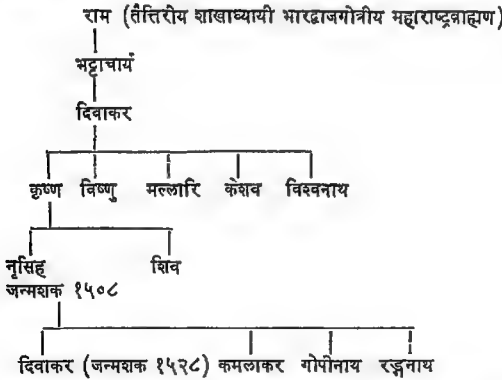 राम (तैत्तिरीय शाखाध्यायी भारद्वाजगोत्रीय महाराष्ट्रब्राह्मण)
भट्टाचार्य
दिवाकर
कृष्ण विष्णु मल्लारि केशव विश्वनाथ
नृसिंह शिव
जन्मशक १५०८
दिवाकर (जन्मशक १५२८) कमलाकर गोपीनाथ रङ्गनाथ